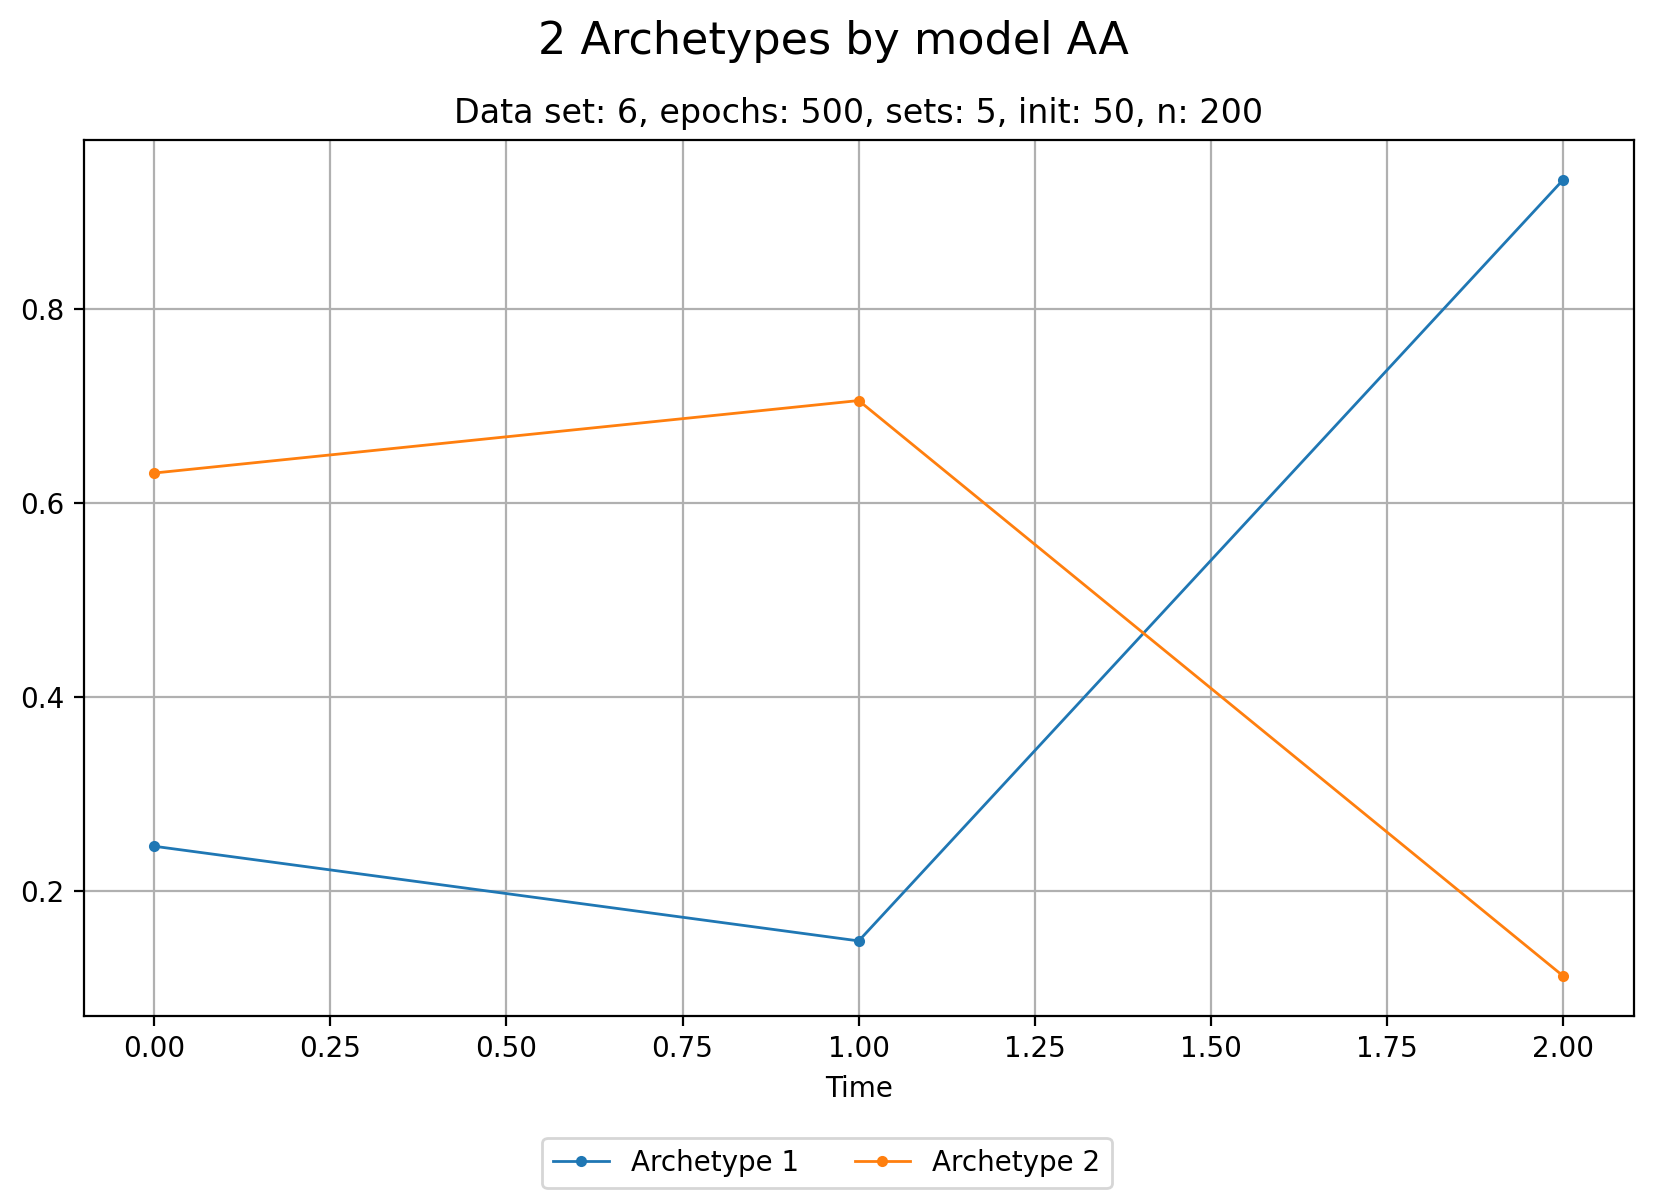 2 Archetypes by model AA
Data set: 6, epochs: 500, sets: 5, init: 50, n: 200
0.8
0.6
0.4
0.2
0.00 0.25 0.50 0.75 1.00 1.25 1.50 1.75 2.00
Time
Archetype 1 Archetype 2